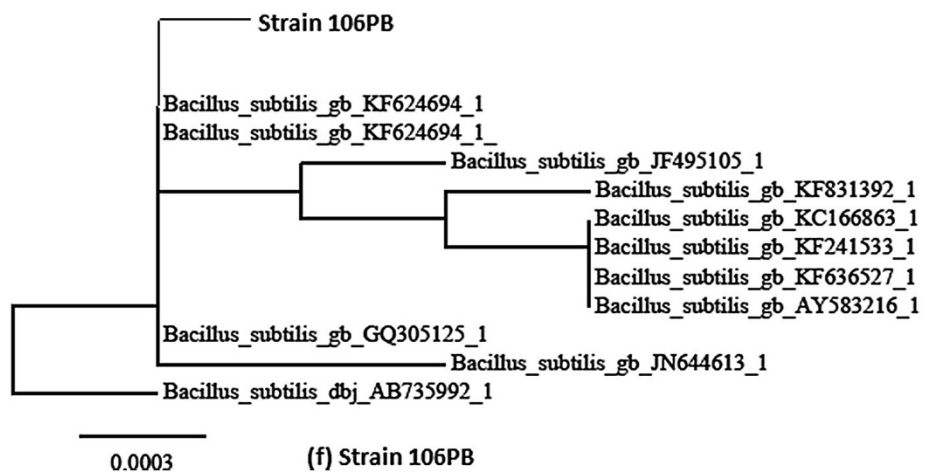 Strain 106PB
Bacillus_subtilis_gb_KF624694_1
Bacillus_subtilis_gb_KF624694_1_
Bacillus_subtilis_gb_JF495105_1
Bacillus_subtilis_gb_KF831392_1
Bacillus_subtilis_gb_KC166863_1
Bacillus_subtilis_gb_KF241533_1
Bacillus_subtilis_gb_KF636527_1
Bacillus_subtilis_gb_AY583216_1
Bacillus_subtilis_gb_GQ305125_1
Bacillus_subtilis_gb_JN644613_1
Bacillus_subtilis_dbj_AB735992_1
0.0003
(f) Strain 106PB